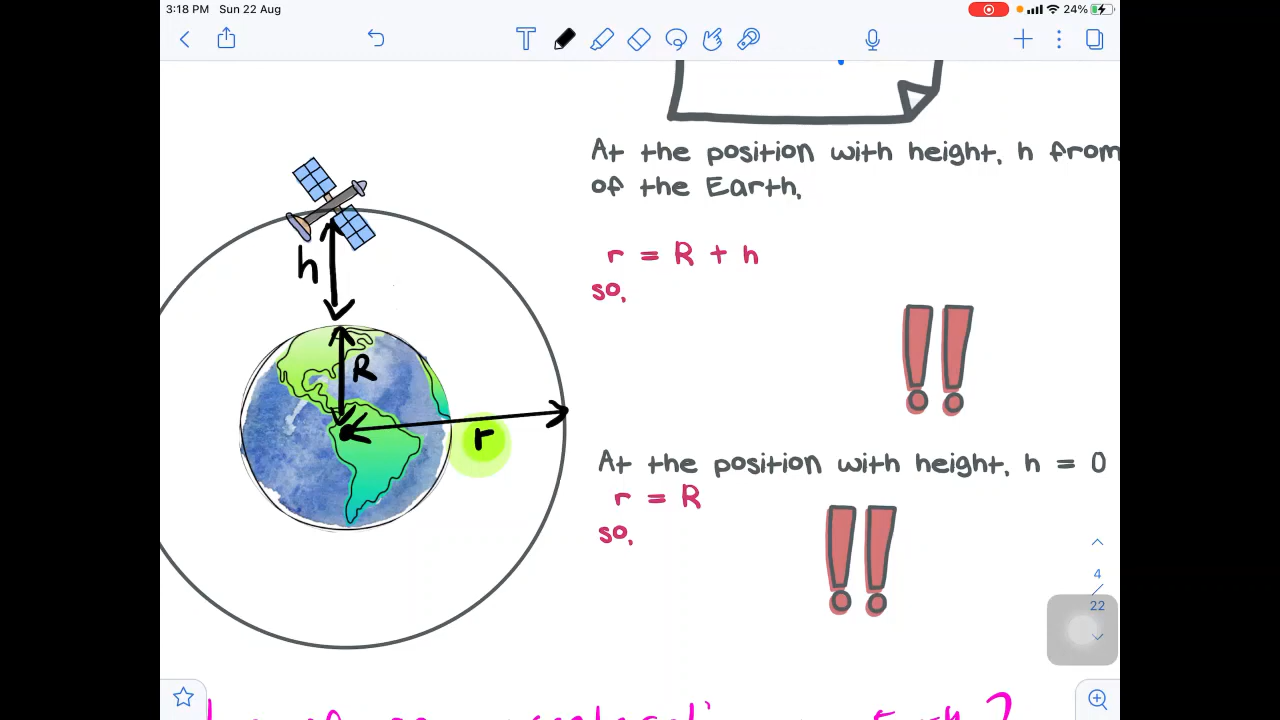 3:18 PM Sun 22 Aug
24%
T
At the position with height, h from
of the Earth,
r = R + h
so,
h
R
r
At the position with height, h = 0
r = R
so,
4
22